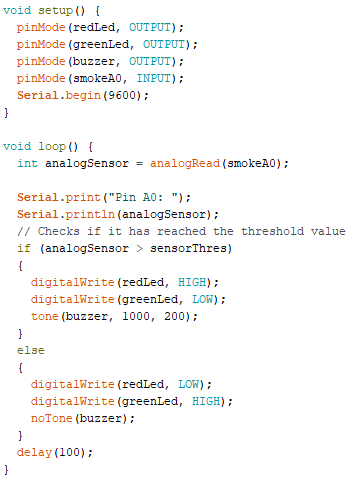 void setup() {
  pinMode(redLed, OUTPUT);
  pinMode(greenLed, OUTPUT);
  pinMode(buzzer, OUTPUT);
  pinMode(smokeA0, INPUT);
  Serial.begin(9600);
}

void loop() {
  int analogSensor = analogRead(smokeA0);

  Serial.print("Pin A0: ");
  Serial.println(analogSensor);
  // Checks if it has reached the threshold value
  if (analogSensor > sensorThres)
  {
    digitalWrite(redLed, HIGH);
    digitalWrite(greenLed, LOW);
    tone(buzzer, 1000, 200);
  }
  else
  {
    digitalWrite(redLed, LOW);
    digitalWrite(greenLed, HIGH);
    noTone(buzzer);
  }
  delay(100);
}